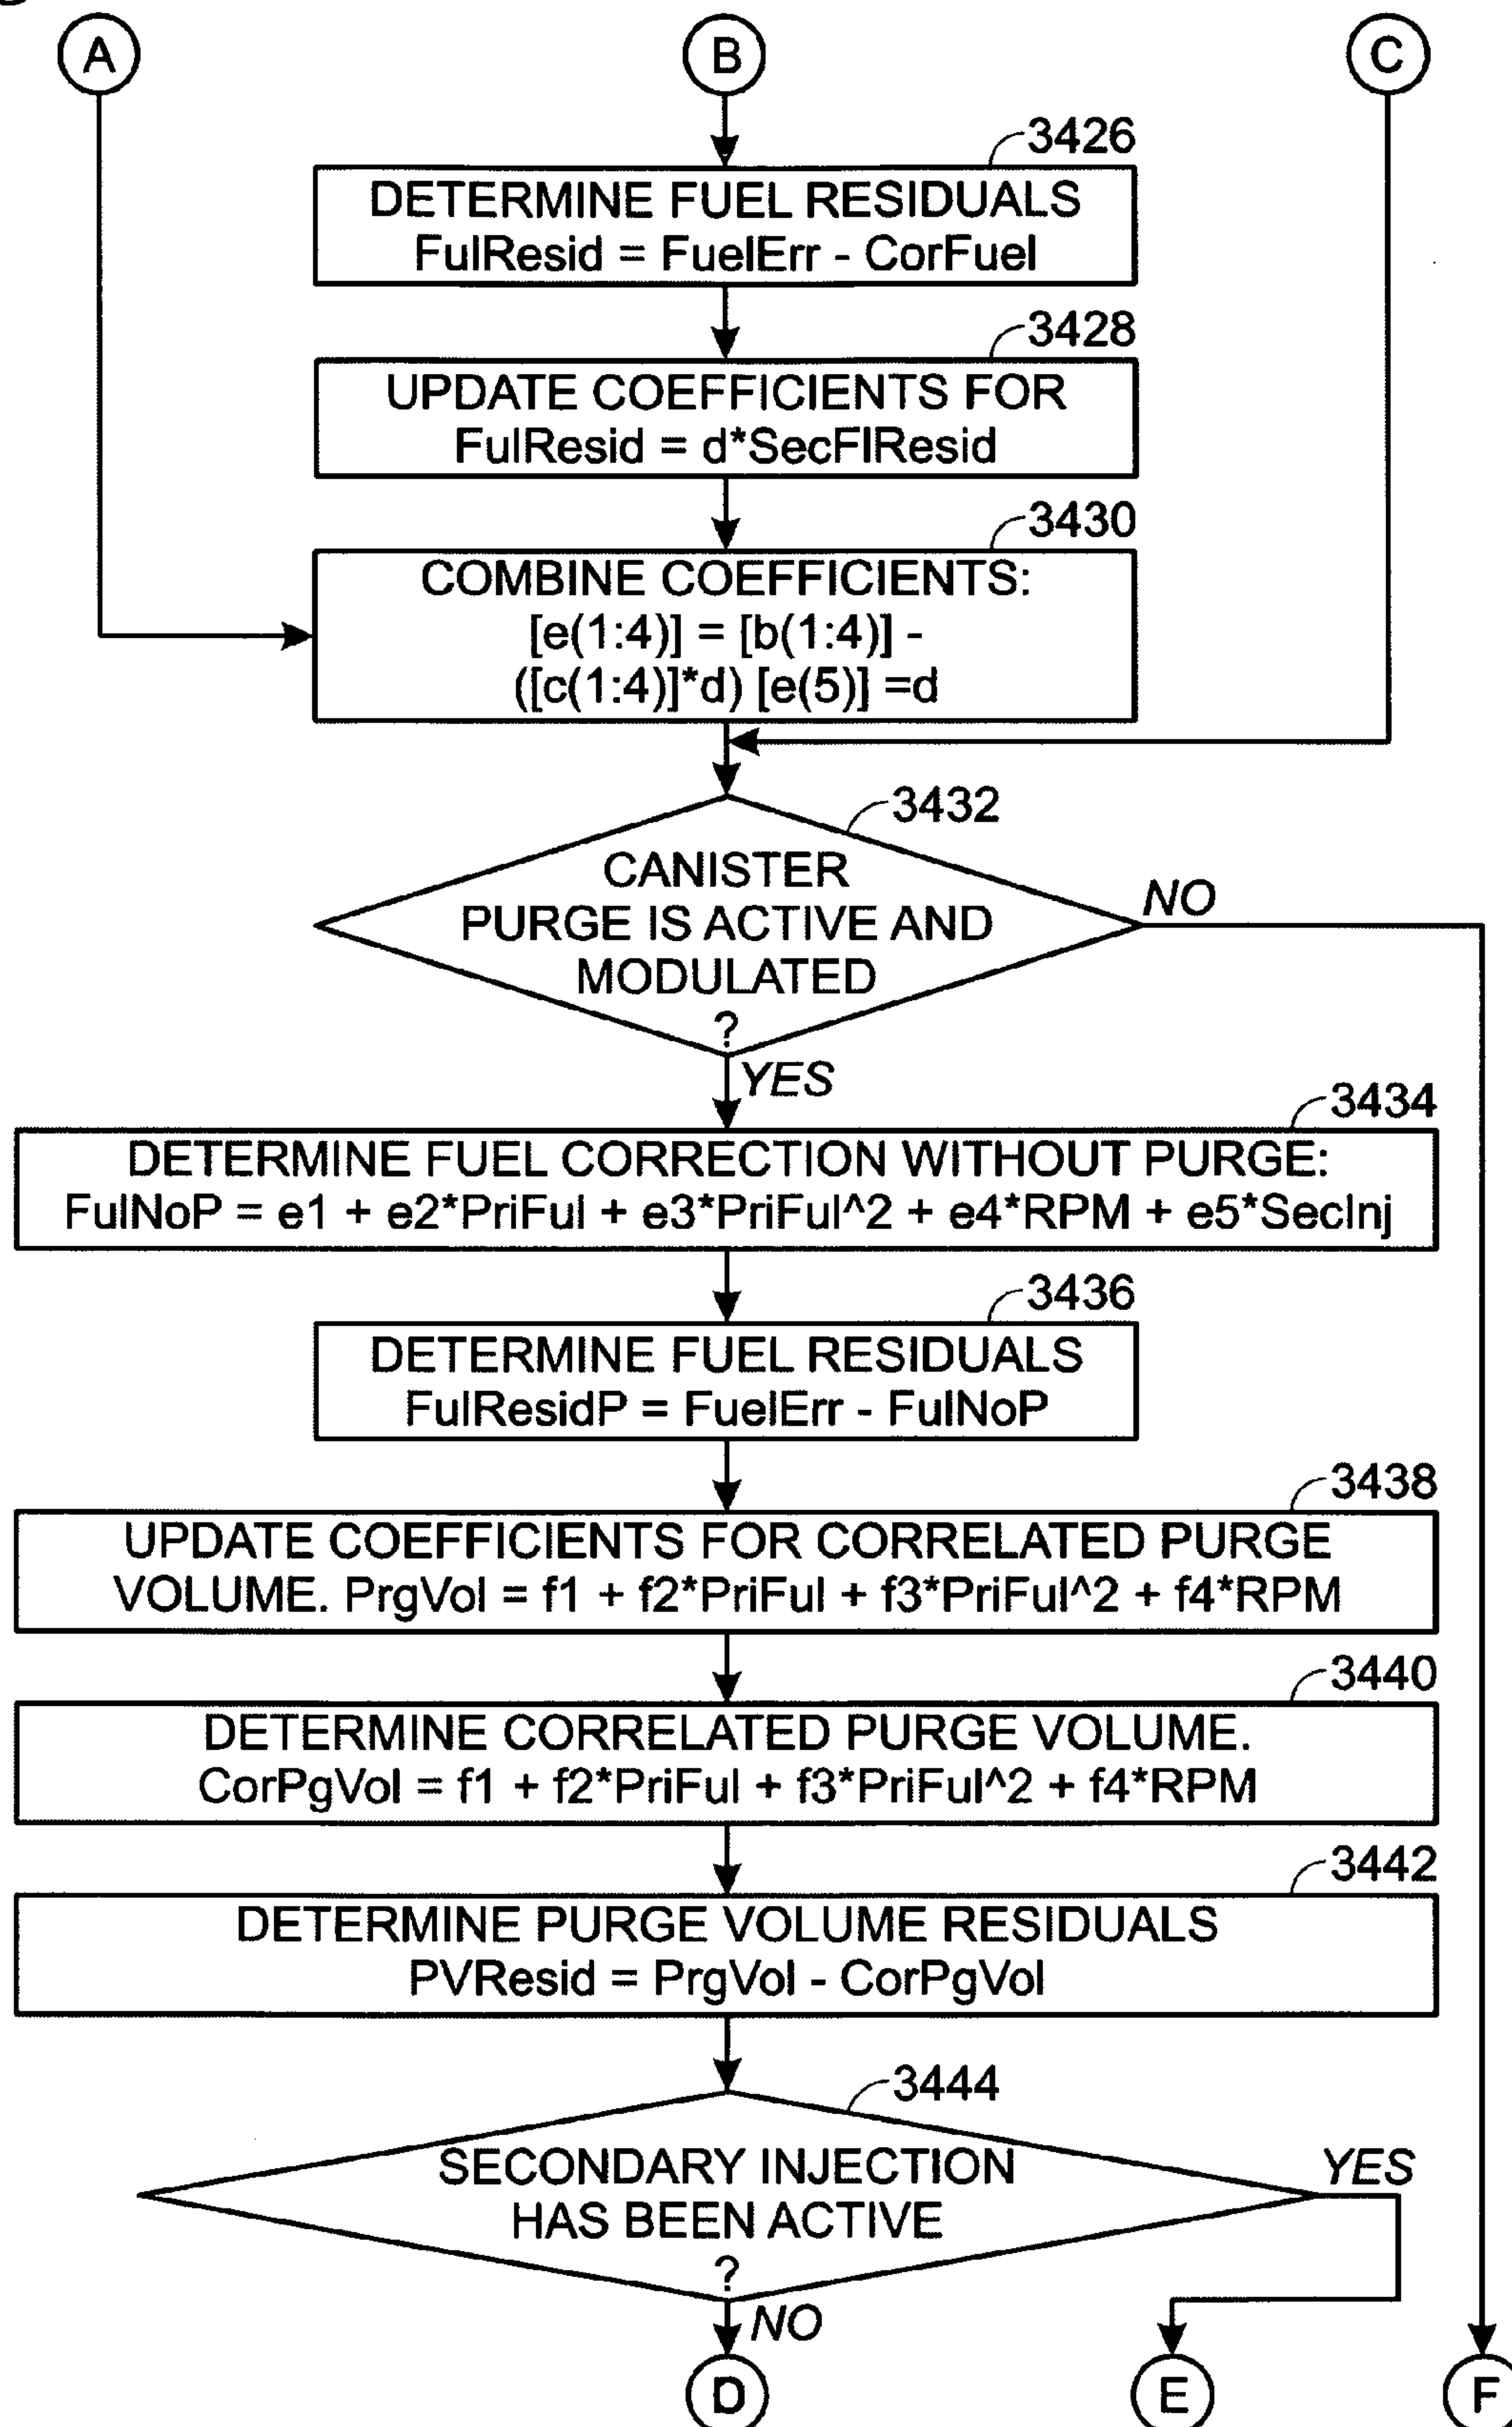 A
B
C
3426
DETERMINE FUEL RESIDUALS
FulResid = FuelErr - CorFuel
3428
UPDATE COEFFICIENTS FOR
FulResid = d*SecFlResid
3430
COMBINE COEFFICIENTS:
[e(1:4)] = [b(1:4)] -
([c(1:4)]*d) [e(5)] =d
3432
CANISTER
PURGE IS ACTIVE AND
MODULATED
?
NO
YES
3434
DETERMINE FUEL CORRECTION WITHOUT PURGE:
FulNoP = e1 + e2*PriFul + e3*PriFul^2 + e4*RPM + e5*SecInj
3436
DETERMINE FUEL RESIDUALS
FulResidP = FuelErr - FulNoP
3438
UPDATE COEFFICIENTS FOR CORRELATED PURGE
VOLUME. PrgVol = f1 + f2*PriFul + f3*PriFul^2 + f4*RPM
3440
DETERMINE CORRELATED PURGE VOLUME.
CorPgVol = f1 + f2*PriFul + f3*PriFul^2 + f4*RPM
3442
DETERMINE PURGE VOLUME RESIDUALS
PVResid = PrgVol - CorPgVol
3444
SECONDARY INJECTION
HAS BEEN ACTIVE
?
YES
NO
D
E
F